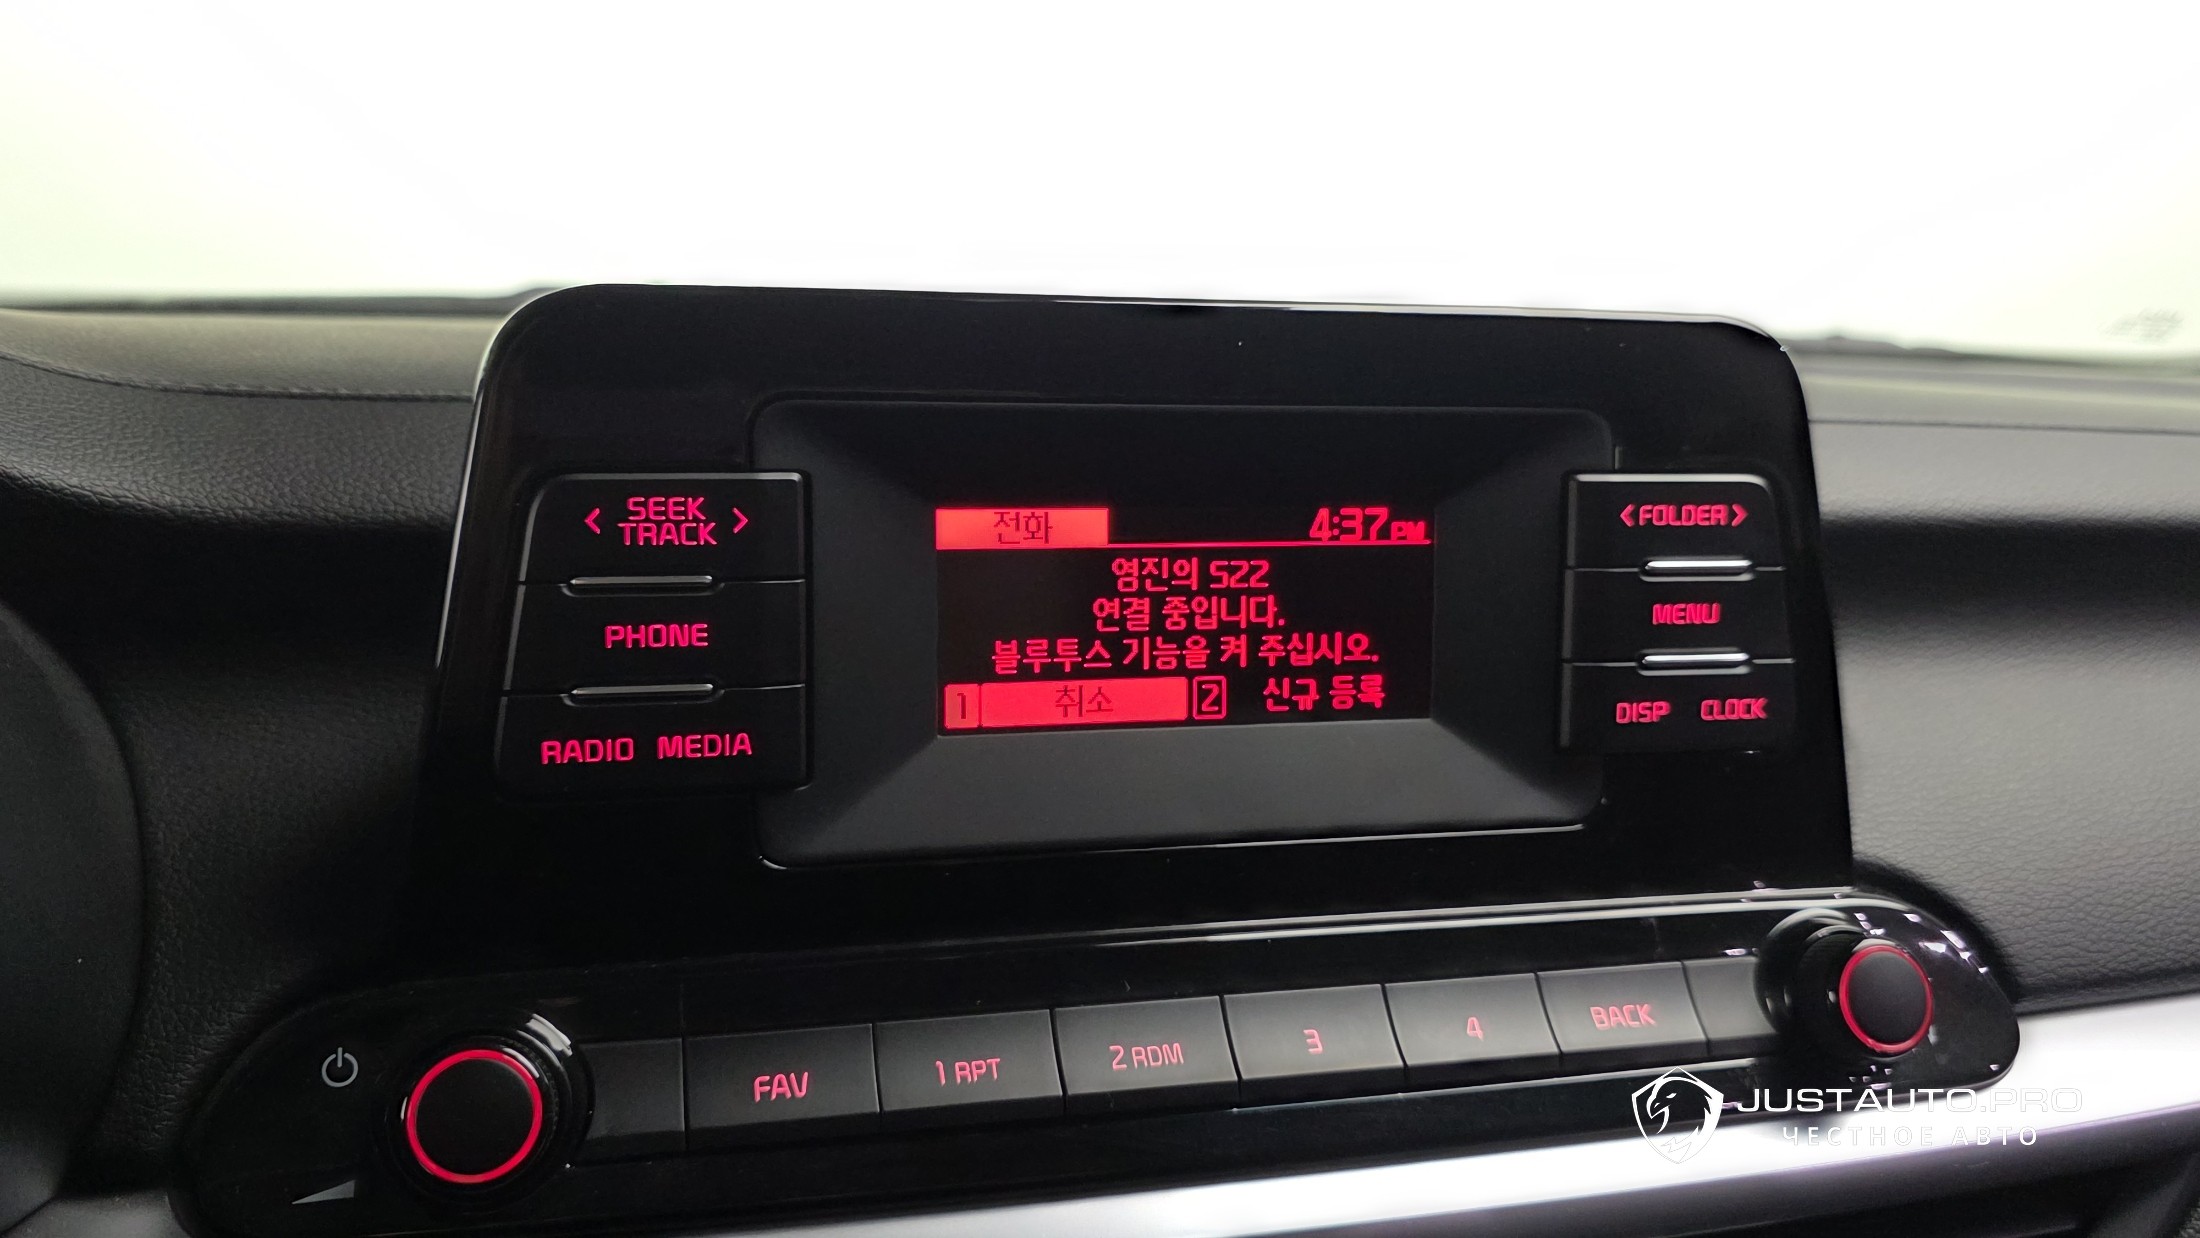 < SEEK TRACK >
PHONE
RADIO MEDIA
전화 4:37 PM
염진의 S22
연결 중입니다.
블루투스 기능을 켜 주십시오.
1 취소 2 신규 등록
< FOLDER >
MENU
DISP CLOCK
FAV 1 RPT 2 RDM 3 4 BACK
JUSTAUTO.PRO
ЧЕСТНОЕ АВТО